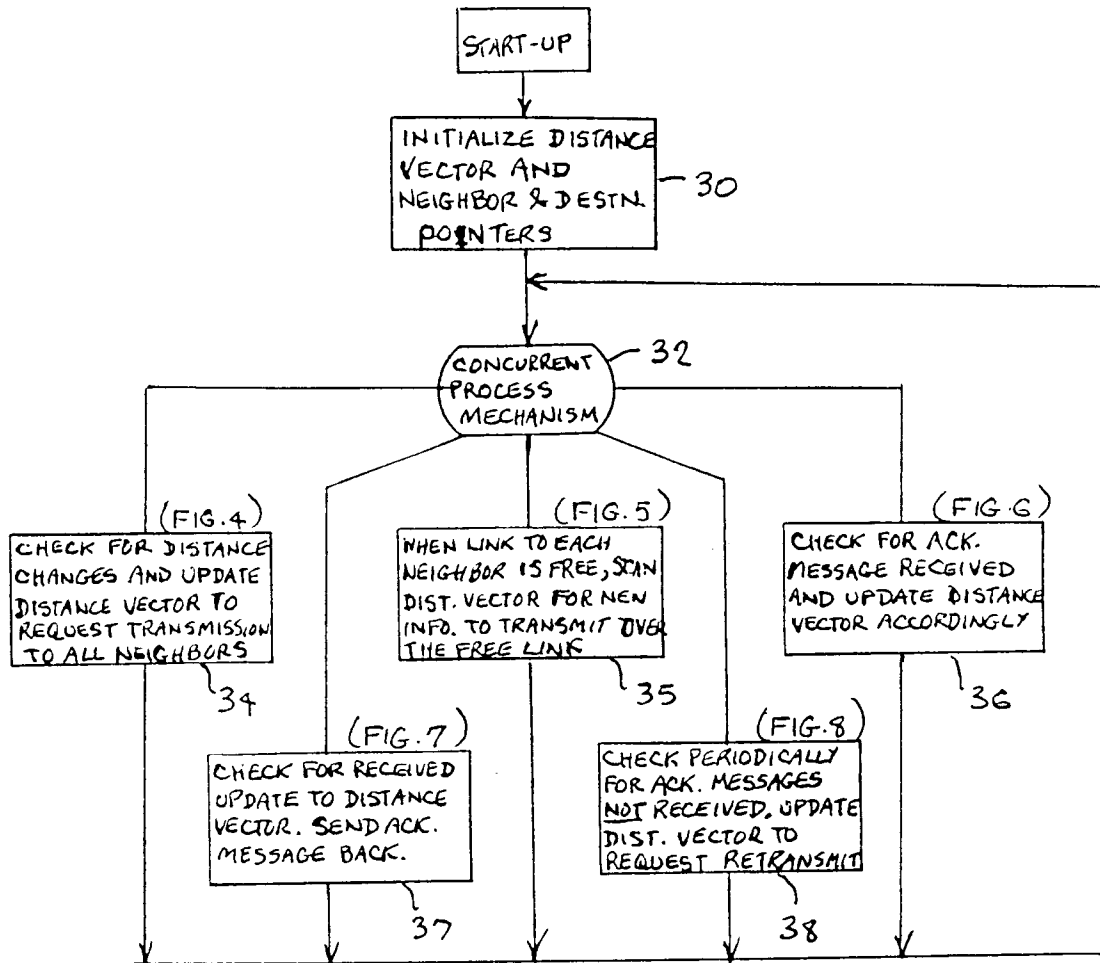 START-UP
INITIALIZE DISTANCE
VECTOR AND
NEIGHBOR & DESTN.
POINTERS
30
CONCURRENT
PROCESS
MECHANISM
32
(FIG.4)
CHECK FOR DISTANCE
CHANGES AND UPDATE
DISTANCE VECTOR TO
REQUEST TRANSMISSION
TO ALL NEIGHBORS
34
(FIG.5)
WHEN LINK TO EACH
NEIGHBOR IS FREE, SCAN
DIST. VECTOR FOR NEW
INFO. TO TRANSMIT OVER
THE FREE LINK
35
(FIG.6)
CHECK FOR ACK.
MESSAGE RECEIVED
AND UPDATE DISTANCE
VECTOR ACCORDINGLY
36
(FIG.7)
CHECK FOR RECEIVED
UPDATE TO DISTANCE
VECTOR. SEND ACK.
MESSAGE BACK.
37
(FIG.8)
CHECK PERIODICALLY
FOR ACK. MESSAGES
NOT RECEIVED. UPDATE
DIST. VECTOR TO
REQUEST RETRANSMIT
38